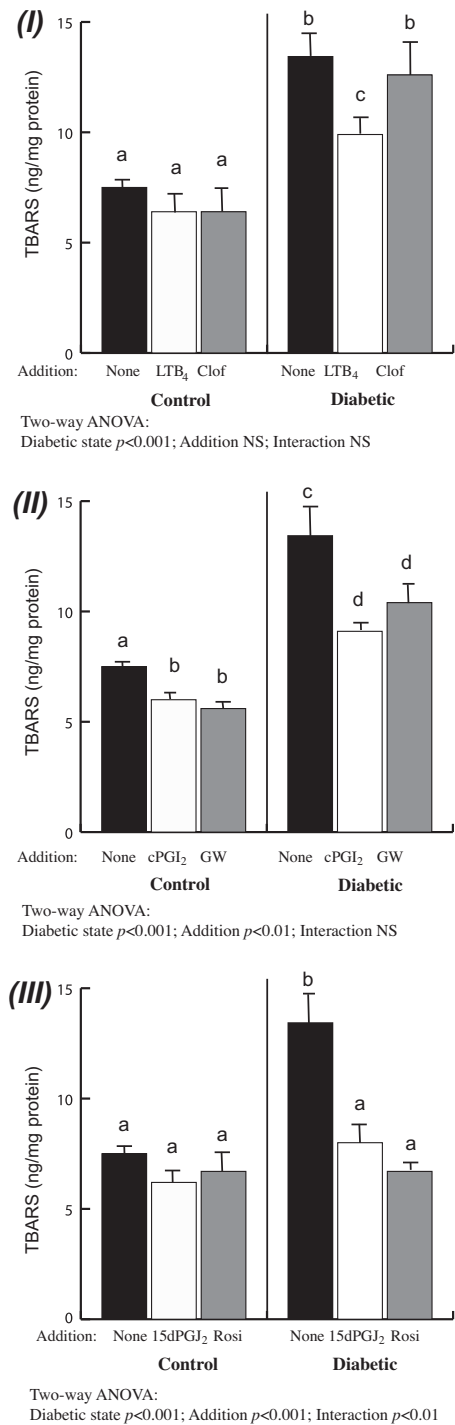 (I)
15
10
5
0
TBARS (ng/mg protein)
a a a b c b
Addition: None LTB₄ Clof None LTB₄ Clof
Control Diabetic
Two-way ANOVA:
Diabetic state p<0.001; Addition NS; Interaction NS
(II)
15
10
5
0
TBARS (ng/mg protein)
a b b c d d
Addition: None cPGI₂ GW None cPGI₂ GW
Control Diabetic
Two-way ANOVA:
Diabetic state p<0.001; Addition p<0.01; Interaction NS
(III)
15
10
5
0
TBARS (ng/mg protein)
a a a b a a
Addition: None 15dPGJ₂ Rosi None 15dPGJ₂ Rosi
Control Diabetic
Two-way ANOVA:
Diabetic state p<0.001; Addition p<0.001; Interaction p<0.01